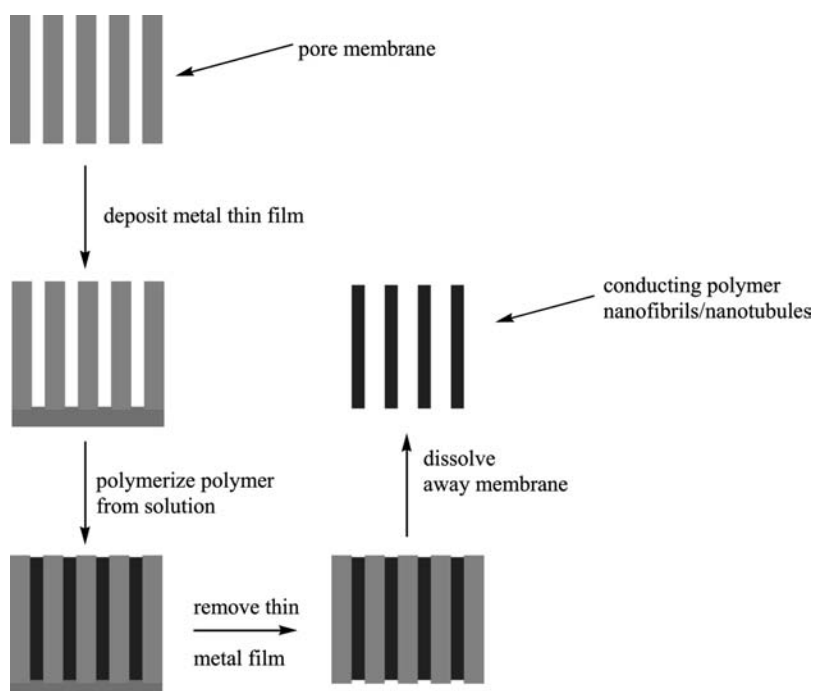 pore membrane
deposit metal thin film
conducting polymer
nanofibrils/nanotubules
polymerize polymer
from solution
dissolve
away membrane
remove thin
metal film